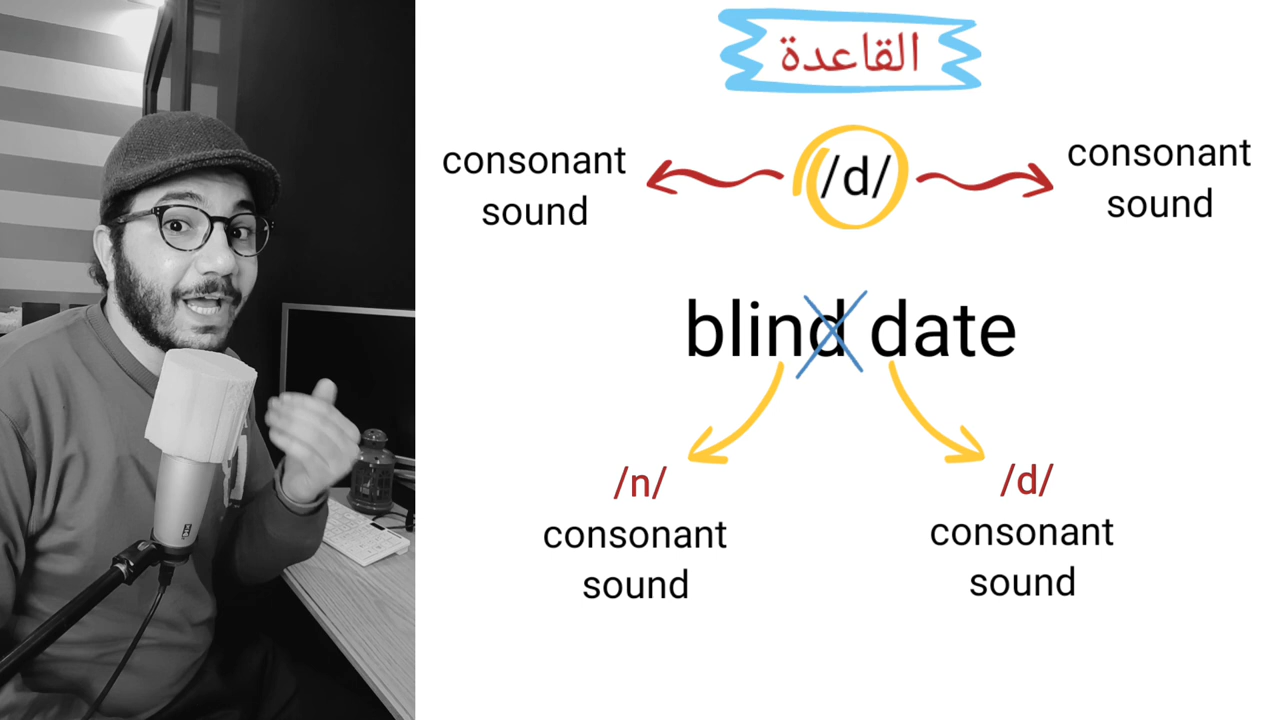 القاعدة
consonant
sound
/d/
consonant
sound
blind date
/n/
consonant
sound
/d/
consonant
sound